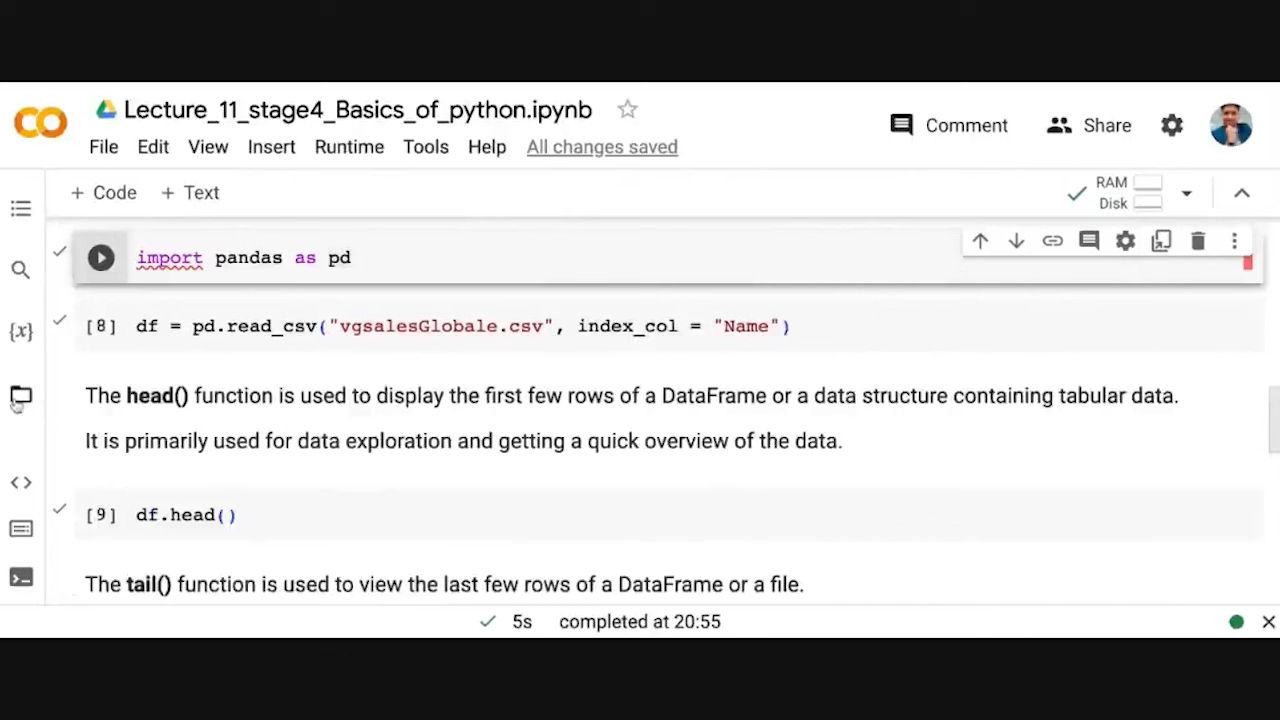 Lecture_11_stage4_Basics_of_python.ipynb
File Edit View Insert Runtime Tools Help All changes saved
Comment Share
+ Code + Text
RAM
Disk
import pandas as pd
[8] df = pd.read_csv("vgsalesGlobale.csv", index_col = "Name")
The head() function is used to display the first few rows of a DataFrame or a data structure containing tabular data.
It is primarily used for data exploration and getting a quick overview of the data.
[9] df.head()
The tail() function is used to view the last few rows of a DataFrame or a file.
5s completed at 20:55